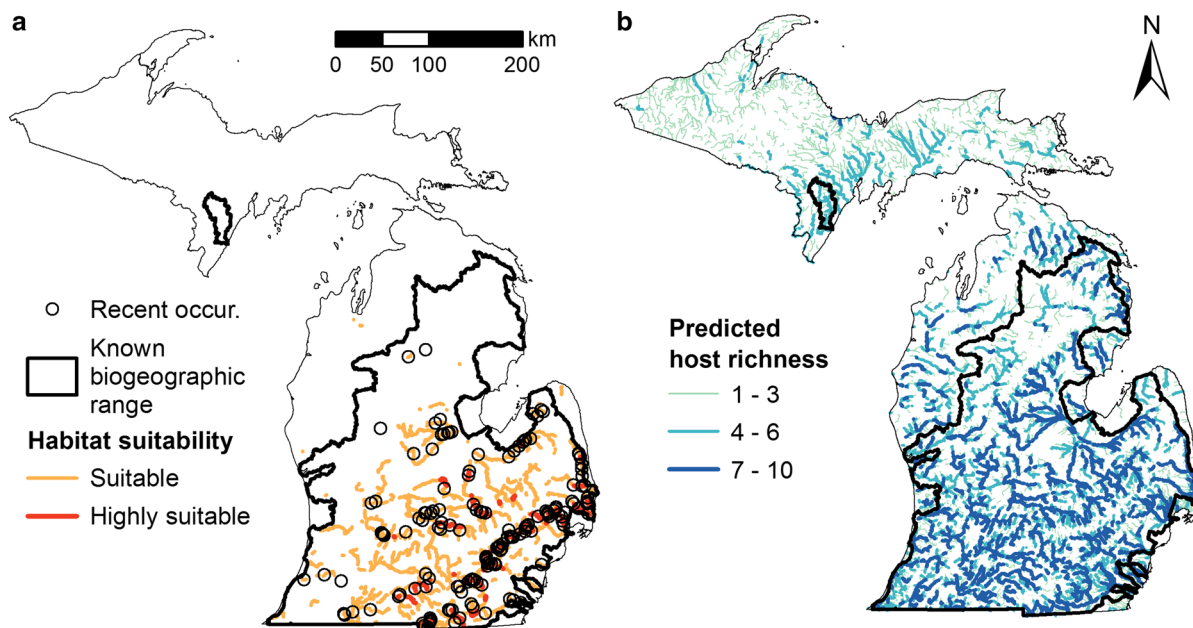 a
km
0 50 100 200
Recent occur.
Known
biogeographic
range
Habitat suitability
Suitable
Highly suitable
b
N
Predicted
host richness
1 - 3
4 - 6
7 - 10